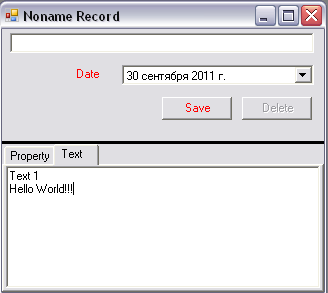 Noname Record
Date
30 сентября 2011 г.
Save
Delete
Property
Text
Text 1
Hello World!!!